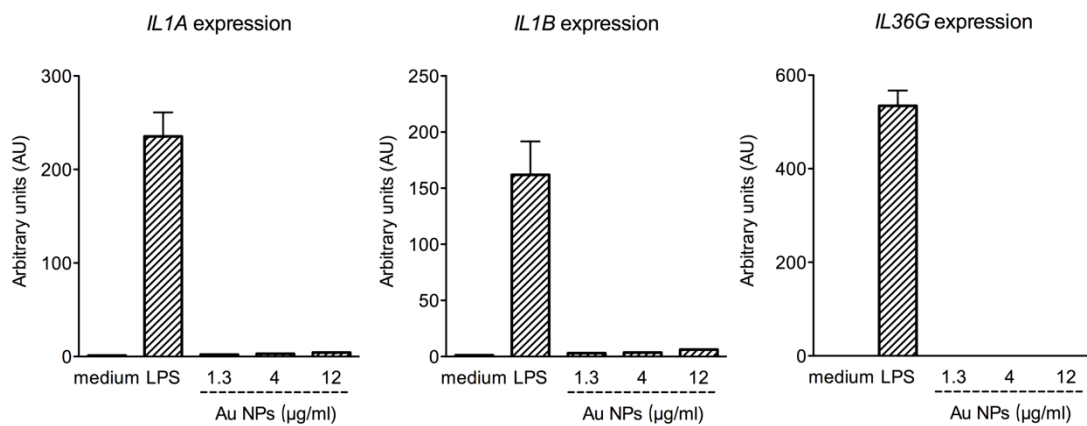 IL1A expression
Arbitrary units (AU)
300
200
100
0
medium LPS 1.3 4 12
Au NPs (µg/ml)
IL1B expression
Arbitrary units (AU)
250
200
150
100
50
0
medium LPS 1.3 4 12
Au NPs (µg/ml)
IL36G expression
Arbitrary units (AU)
600
400
200
0
medium LPS 1.3 4 12
Au NPs (µg/ml)